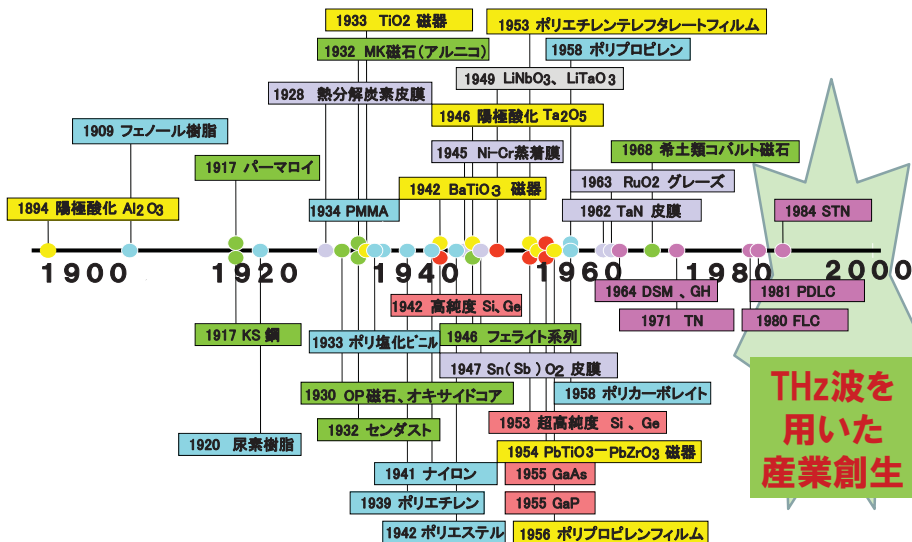 1933 TiO2 磁器
1953 ポリエチレンテレフタレートフィルム
1932 MK磁石(アルニコ)
1958 ポリプロピレン
1949 LiNbO3、LiTaO3
1928 熱分解炭素皮膜
1946 陽極酸化 Ta2O5
1909 フェノール樹脂
1945 Ni-Cr蒸着膜
1968 希土類コバルト磁石
1917 パーマロイ
1963 RuO2 グレーズ
1942 BaTiO3 磁器
1894 陽極酸化 Al2O3
1934 PMMA
1962 TaN 皮膜
1984 STN
1900 1920 1940 1960 1980 2000
1964 DSM 、GH
1981 PDLC
1942 高純度 Si、Ge
1971 TN
1980 FLC
1917 KS 鋼
1933 ポリ塩化ビニル
1946 フェライト系列
1947 Sn(Sb)O2 皮膜
1930 OP磁石、オキサイドコア
1958 ポリカーボレイト
1932 センダスト
1953 超高純度 Si、Ge
1920 尿素樹脂
1954 PbTiO3ーPbZrO3 磁器
1941 ナイロン
1955 GaAs
1939 ポリエチレン
1955 GaP
1942 ポリエステル
1956 ポリプロピレンフィルム
THz波を
用いた
産業創生